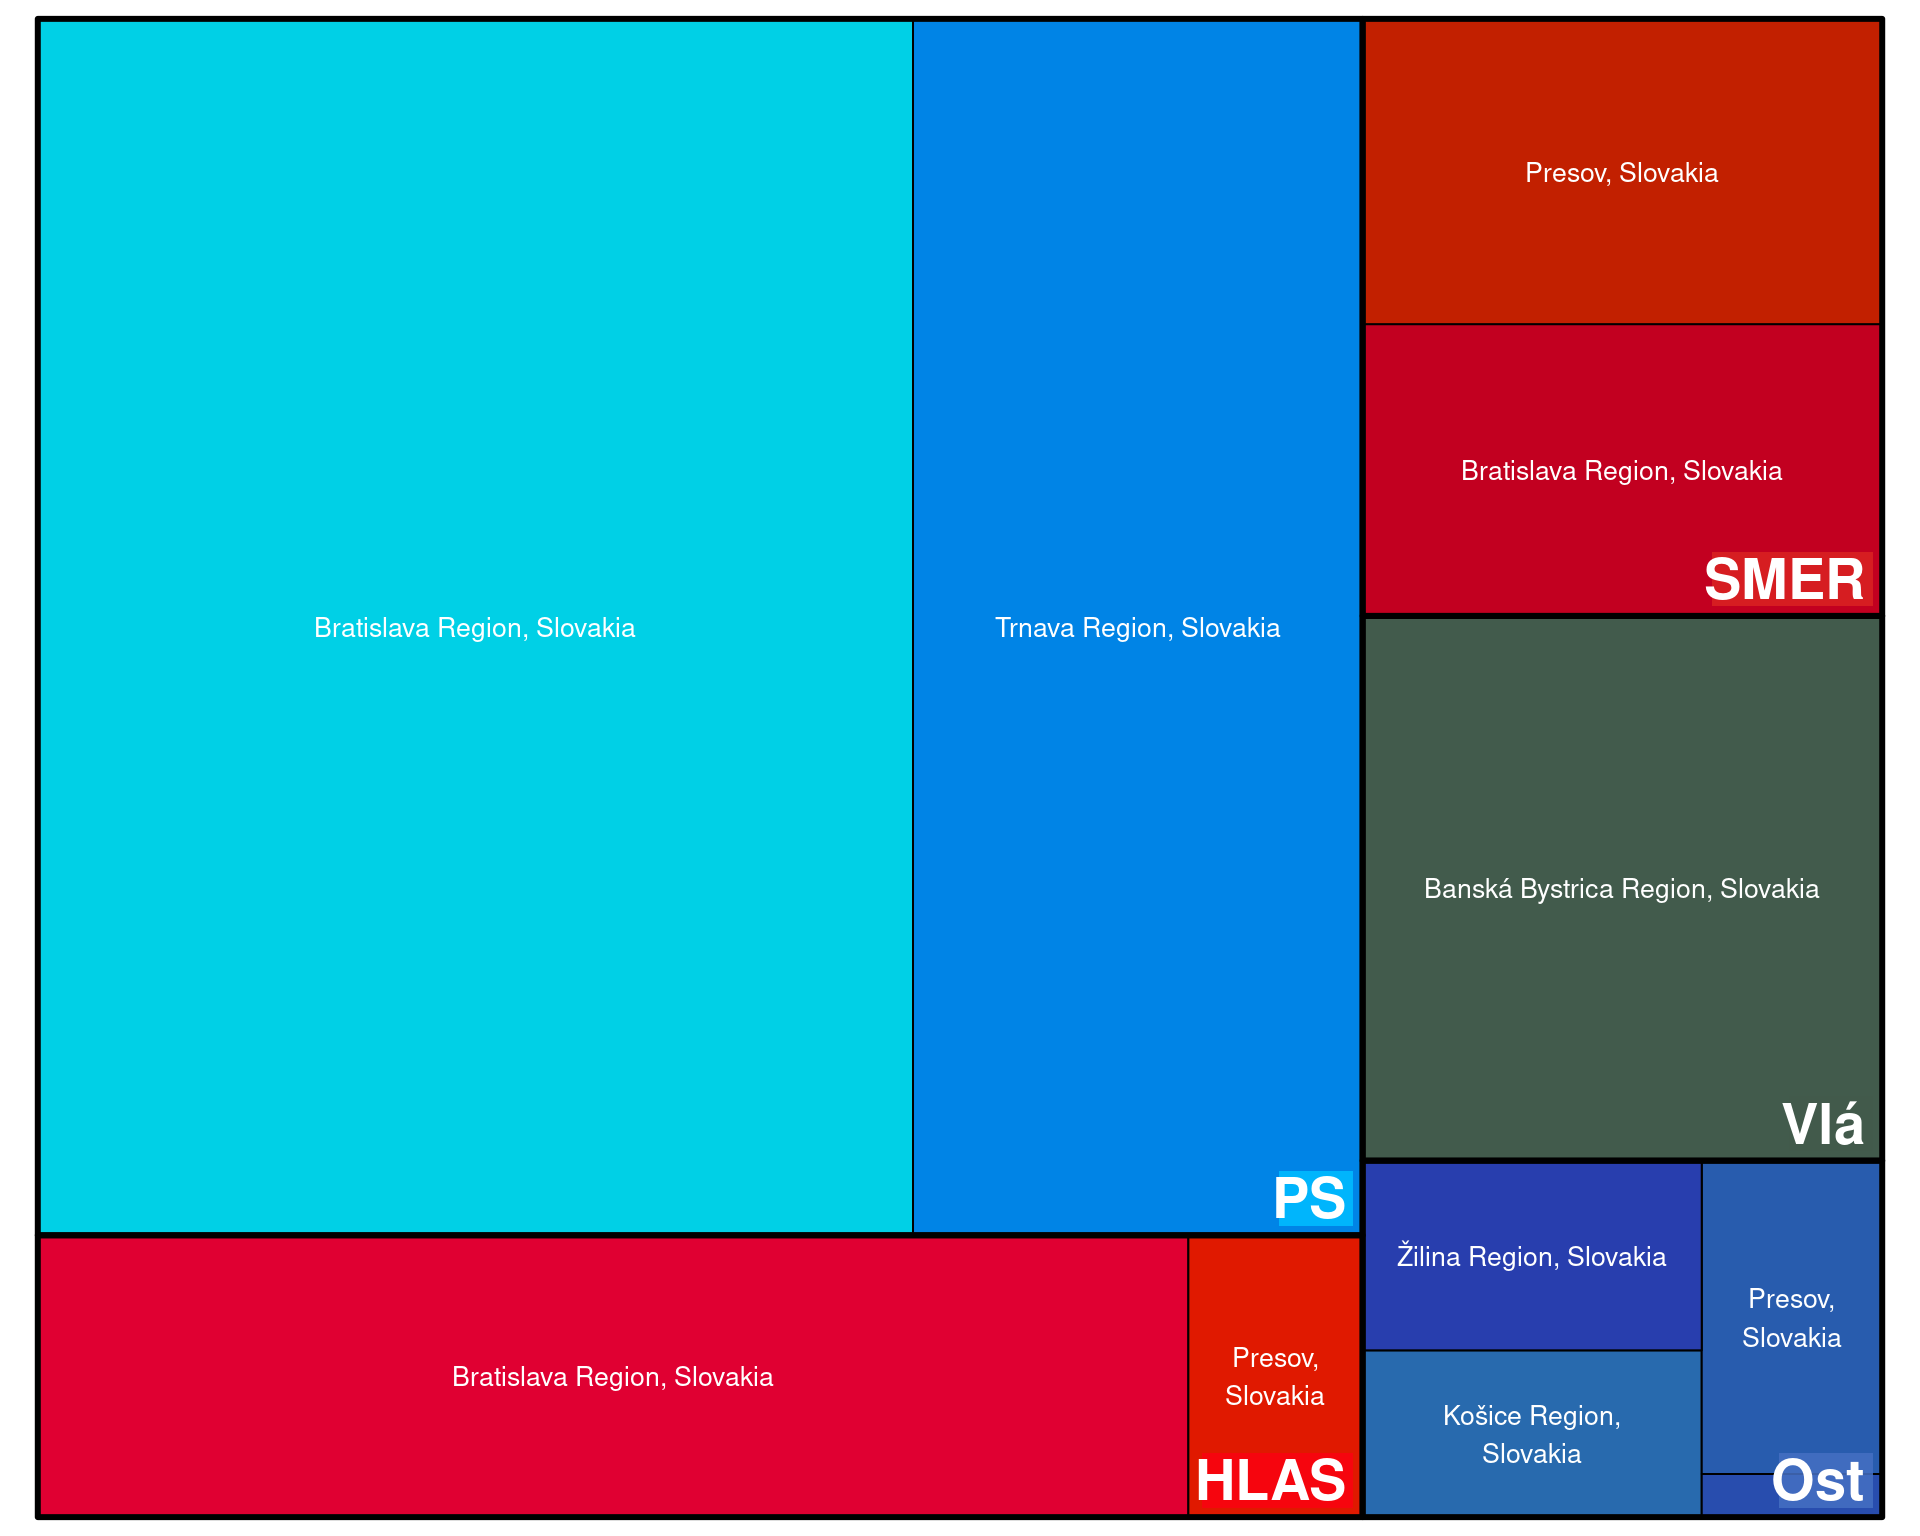 Bratislava Region, Slovakia
Trnava Region, Slovakia
PS
Bratislava Region, Slovakia
Presov,
Slovakia
HLAS
Presov, Slovakia
Bratislava Region, Slovakia
SMER
Banská Bystrica Region, Slovakia
Vlá
Žilina Region, Slovakia
Košice Region,
Slovakia
Presov,
Slovakia
Ost